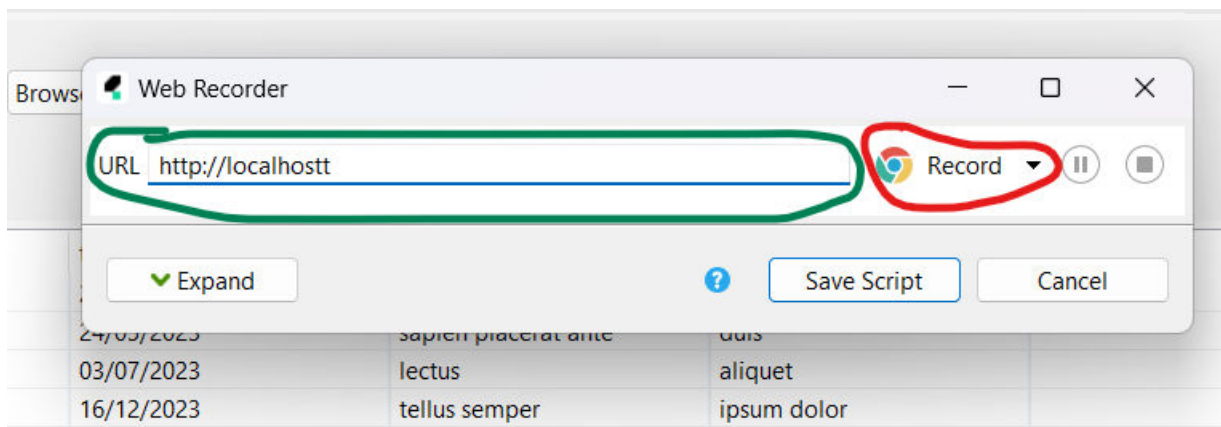 Web Recorder
Brows
URL http://localhostt Record
Expand ? Save Script Cancel
24/05/2023 sapien placerat ante duis
03/07/2023 lectus aliquet
16/12/2023 tellus semper ipsum dolor